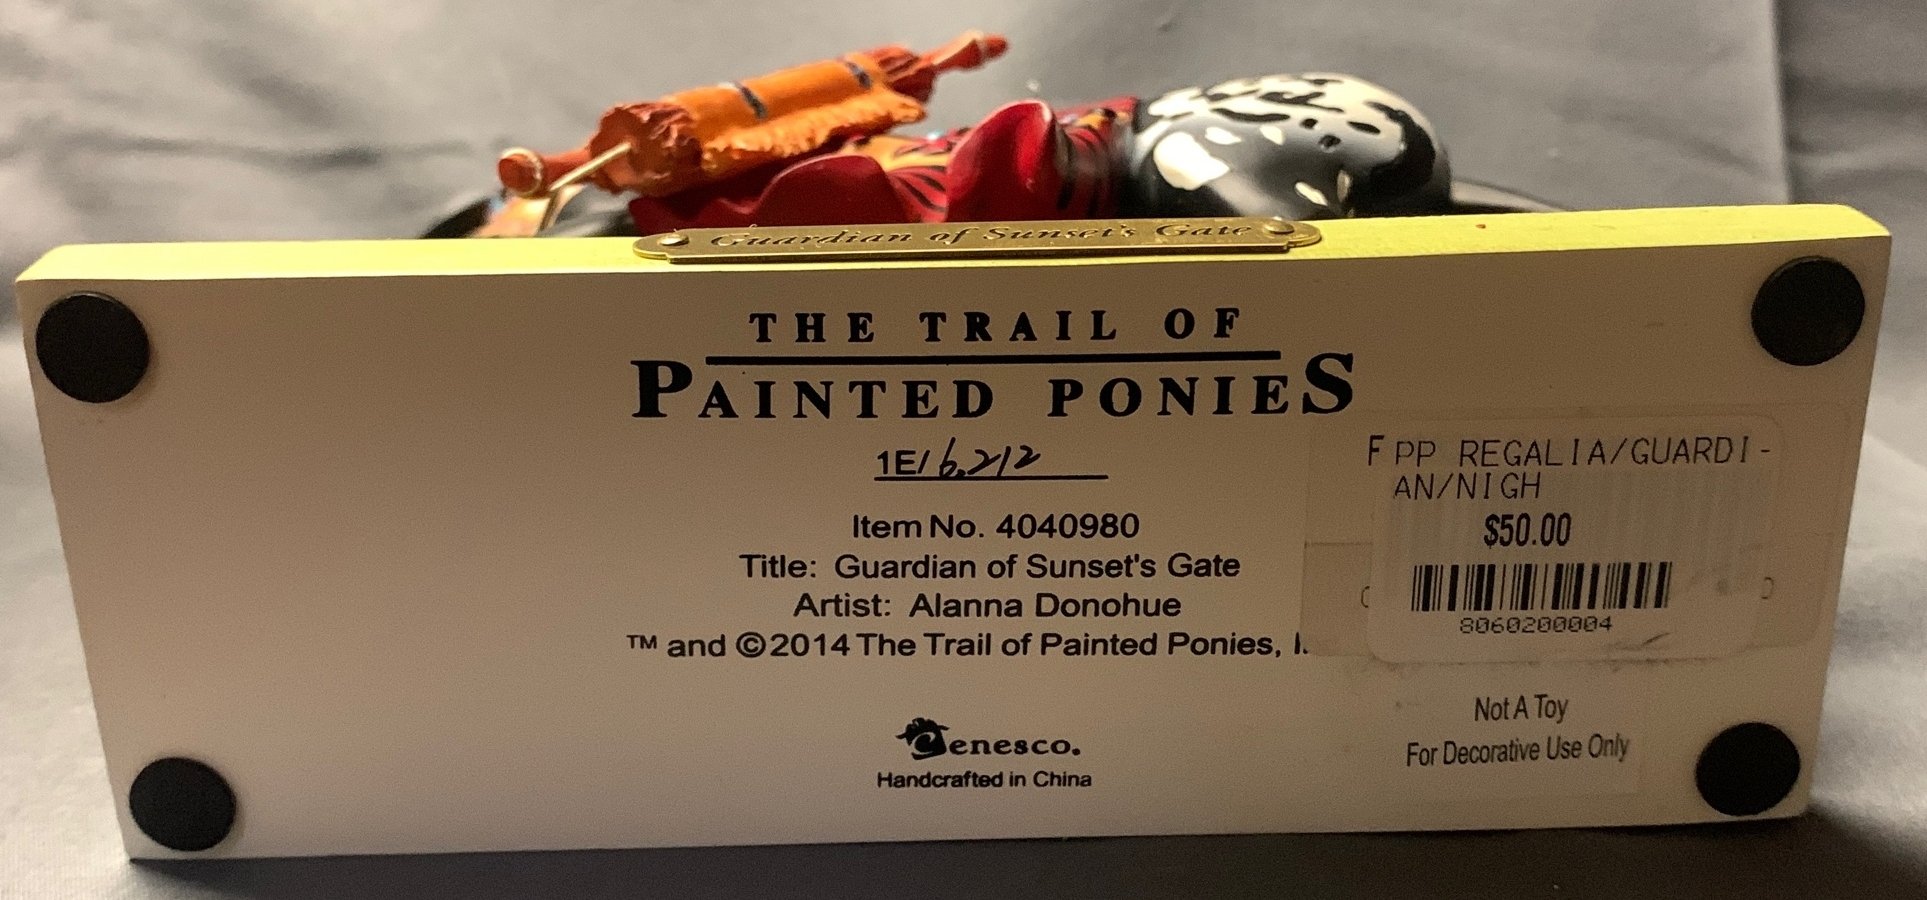 Guardian of Sunset's Gate
THE TRAIL OF
PAINTED PONIES
1E/ 6,212
Item No. 4040980
Title: Guardian of Sunset's Gate
Artist: Alanna Donohue
™ and ©2014 The Trail of Painted Ponies, I.
enesco.
Handcrafted in China
F PP REGALIA/GUARDI-
AN/NIGH
$50.00
8060200004
Not A Toy
For Decorative Use Only